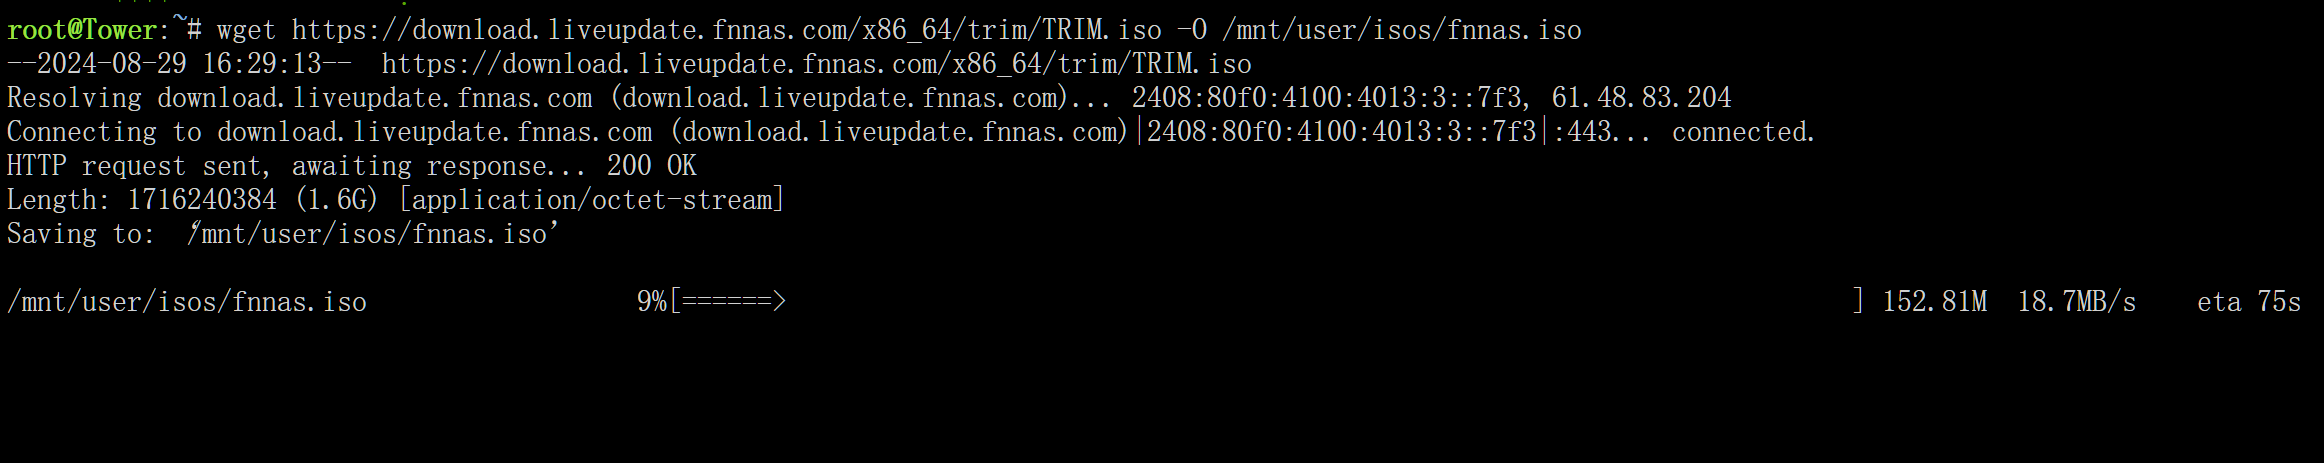 root@Tower:~# wget https://download.liveupdate.fnnas.com/x86_64/trim/TRIM.iso -O /mnt/user/isos/fnnas.iso
--2024-08-29 16:29:13--  https://download.liveupdate.fnnas.com/x86_64/trim/TRIM.iso
Resolving download.liveupdate.fnnas.com (download.liveupdate.fnnas.com)... 2408:80f0:4100:4013:3::7f3, 61.48.83.204
Connecting to download.liveupdate.fnnas.com (download.liveupdate.fnnas.com)|2408:80f0:4100:4013:3::7f3|:443... connected.
HTTP request sent, awaiting response... 200 OK
Length: 1716240384 (1.6G) [application/octet-stream]
Saving to: ‘/mnt/user/isos/fnnas.iso’
/mnt/user/isos/fnnas.iso                  9%[======>                                                                       ] 152.81M  18.7MB/s    eta 75s